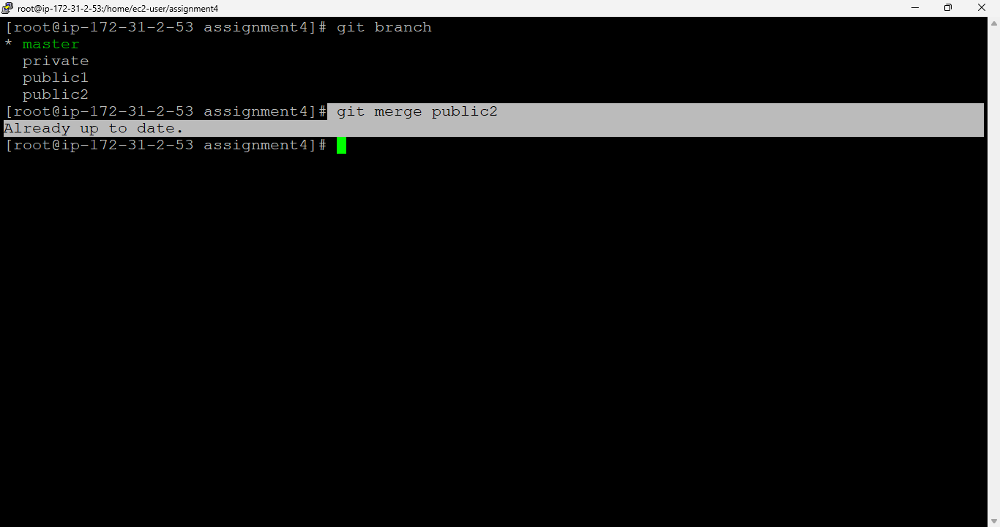 root@ip-172-31-2-53:/home/ec2-user/assignment4
[root@ip-172-31-2-53 assignment4]# git branch
* master
  private
  public1
  public2
[root@ip-172-31-2-53 assignment4]# git merge public2
Already up to date.
[root@ip-172-31-2-53 assignment4]#